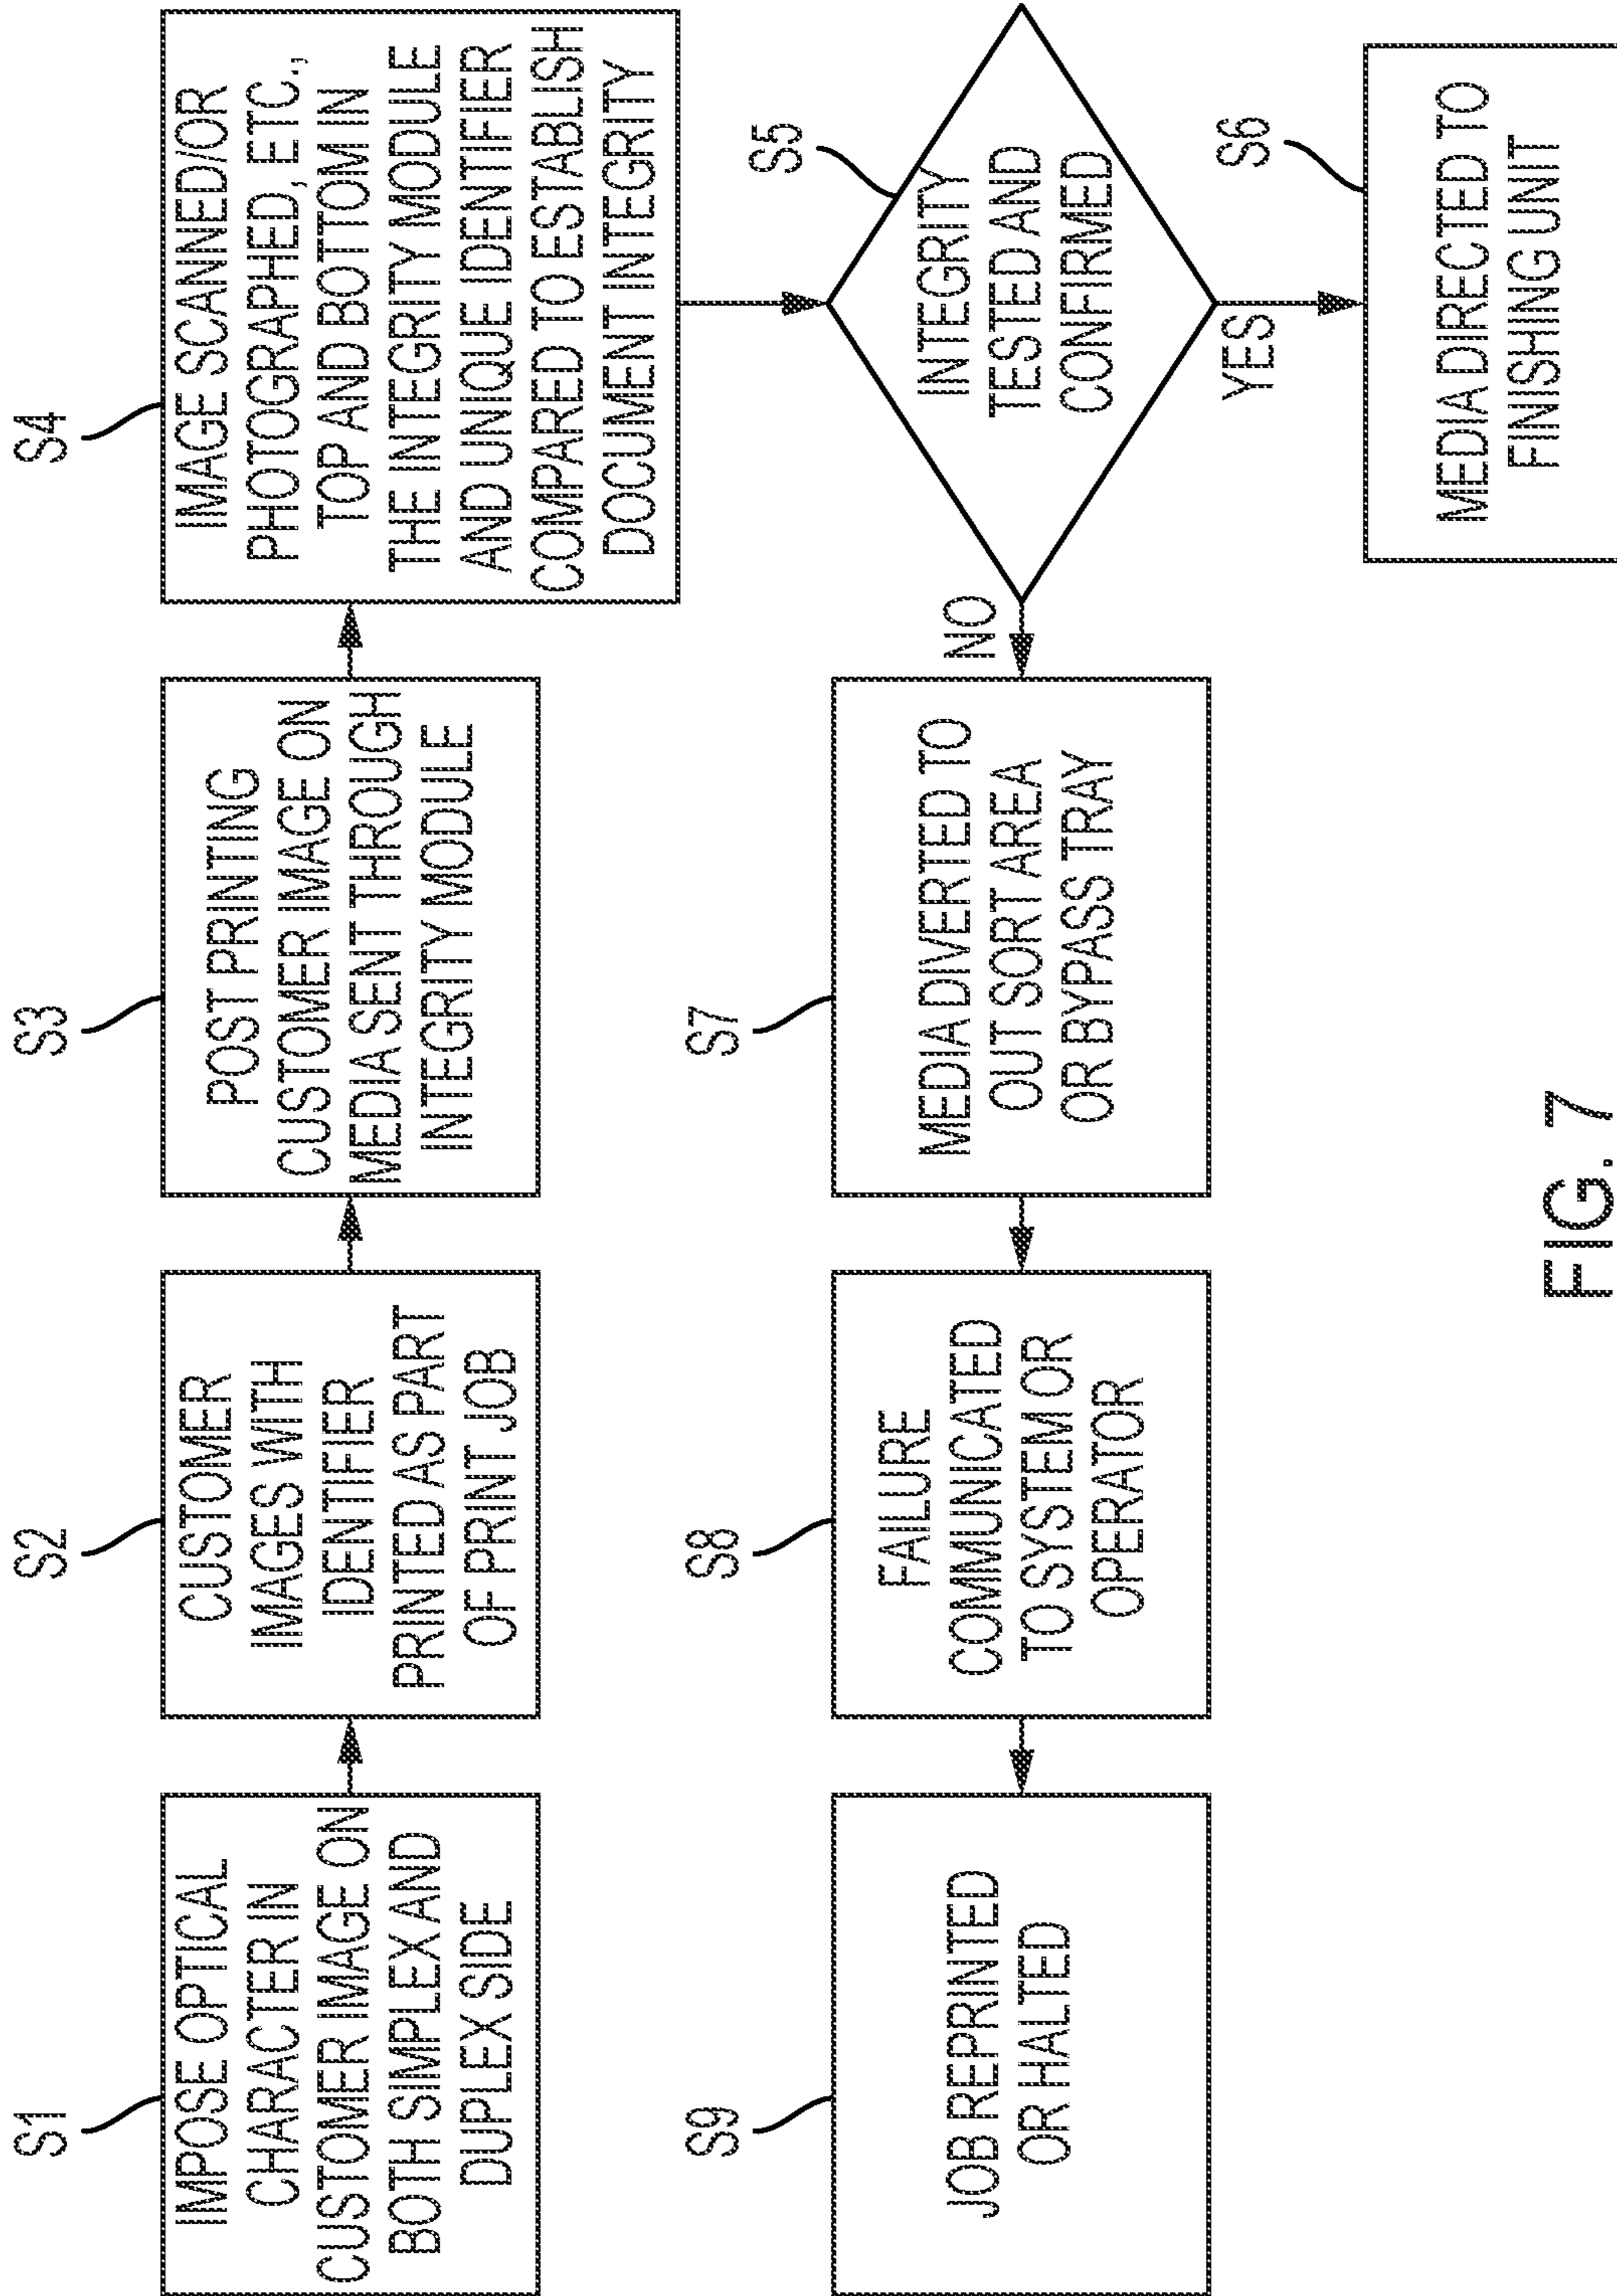 S1
IMPOSE OPTICAL
CHARACTER IN
CUSTOMER IMAGE ON
BOTH SIMPLEX AND
DUPLEX SIDE
S2
CUSTOMER
IMAGES WITH
IDENTIFIER
PRINTED AS PART
OF PRINT JOB
S3
POST PRINTING
CUSTOMER IMAGE ON
MEDIA SENT THROUGH
INTEGRITY MODULE
S4
IMAGE SCANNED/OR
PHOTOGRAPHED, ETC.,
TOP AND BOTTOM IN
THE INTEGRITY MODULE
AND UNIQUE IDENTIFIER
COMPARED TO ESTABLISH
DOCUMENT INTEGRITY
S5
INTEGRITY
TESTED AND
CONFIRMED
NO
YES
S6
MEDIA DIRECTED TO
FINISHING UNIT
S7
MEDIA DIVERTED TO
OUT SORT AREA
OR BYPASS TRAY
S8
FAILURE
COMMUNICATED
TO SYSTEM OR
OPERATOR
S9
JOB REPRINTED
OR HALTED
FIG. 7